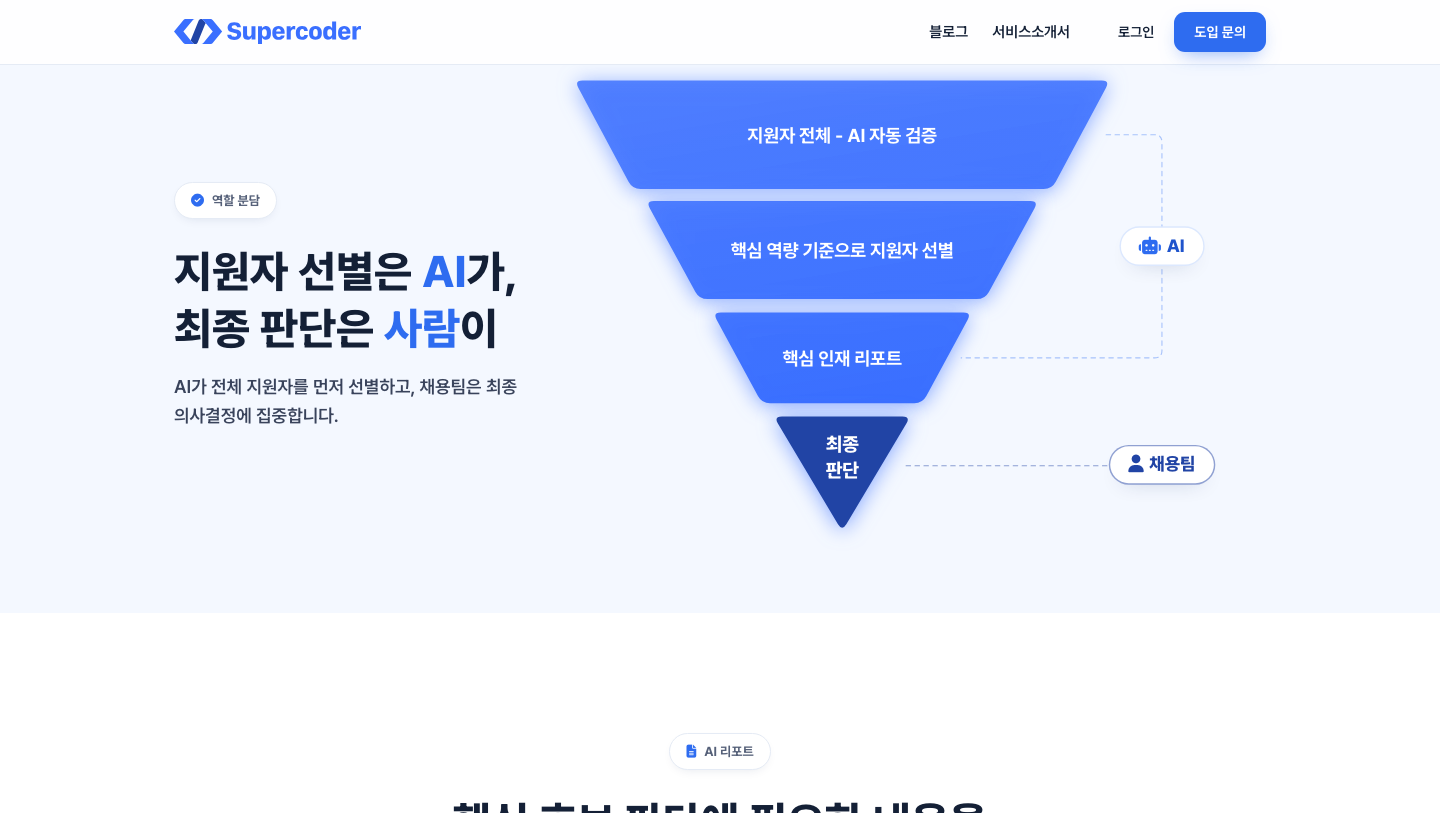 Supercoder
블로그
서비스소개서
로그인
도입 문의
역할 분담
지원자 선별은 AI가,
최종 판단은 사람이
AI가 전체 지원자를 먼저 선별하고, 채용팀은 최종
의사결정에 집중합니다.
지원자 전체 - AI 자동 검증
핵심 역량 기준으로 지원자 선별
핵심 인재 리포트
최종
판단
AI
채용팀
AI 리포트